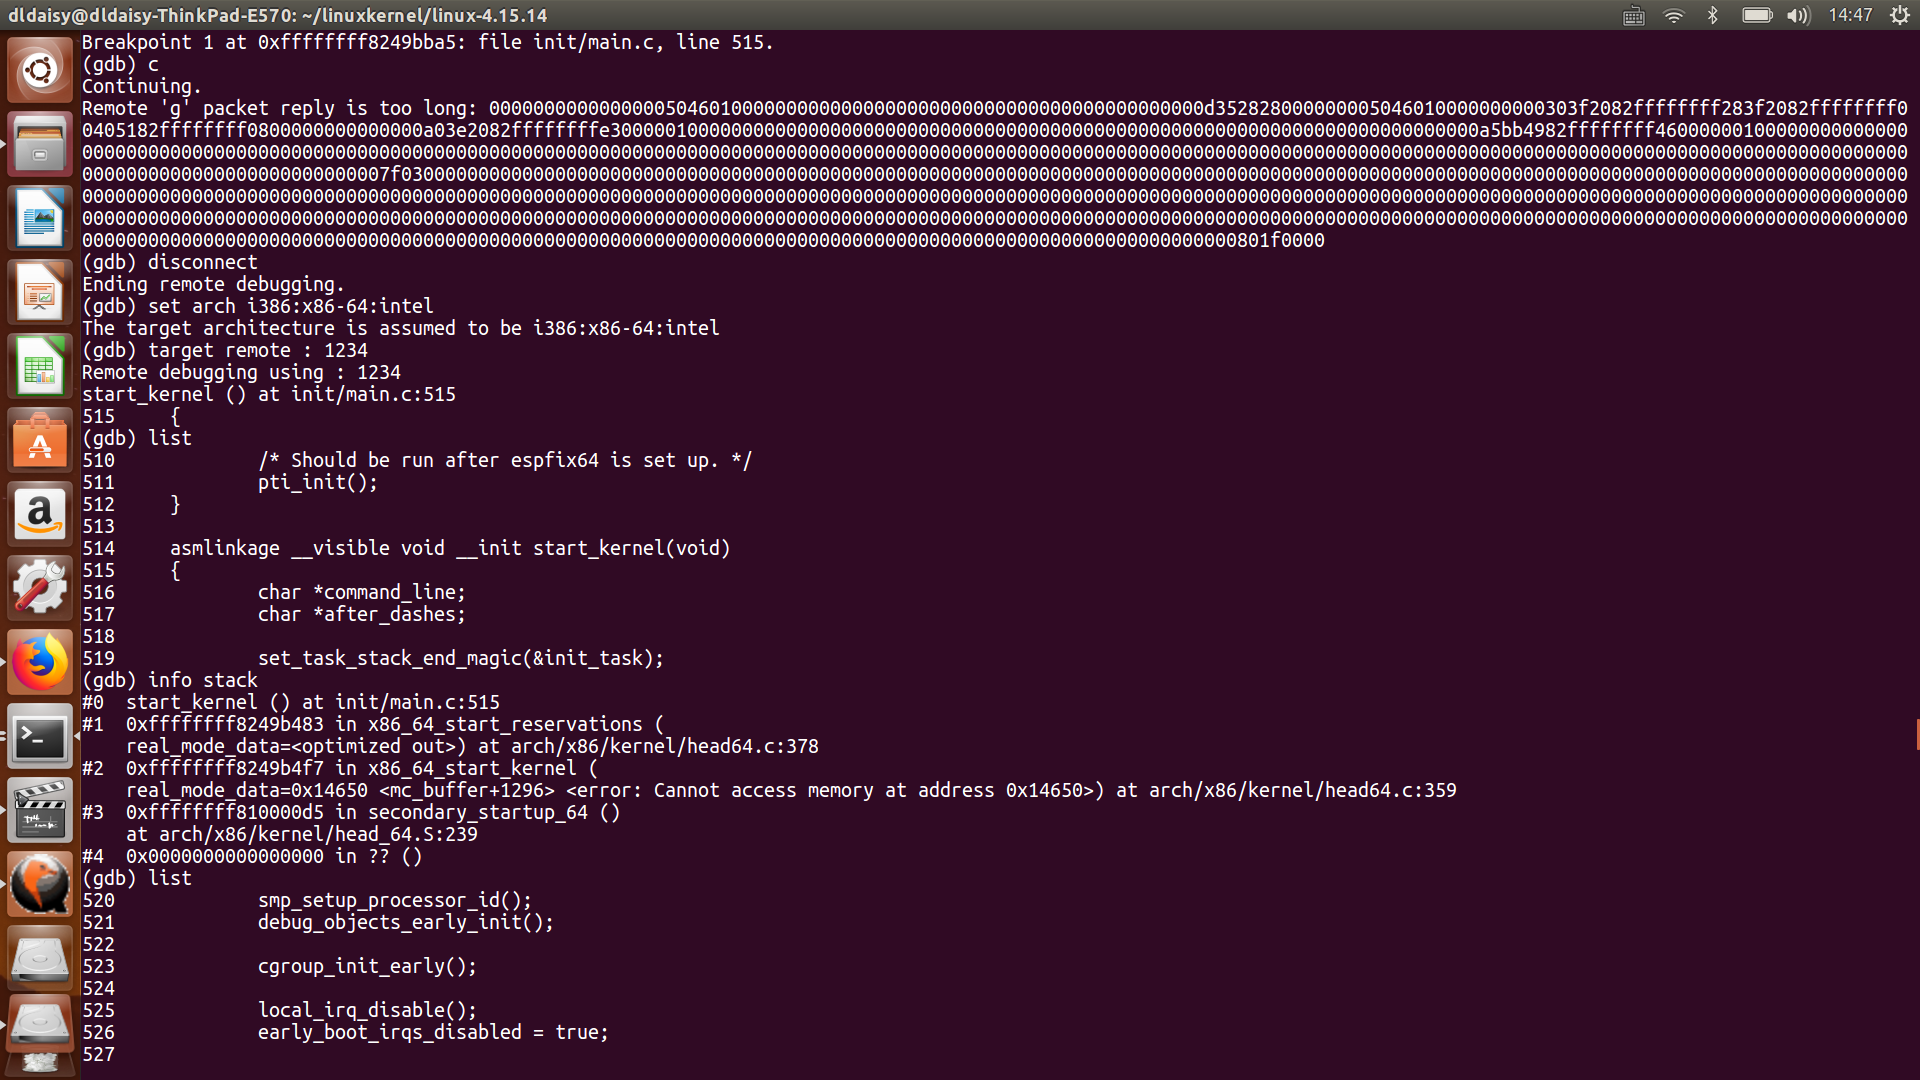 dldaisy@dldaisy-ThinkPad-E570: ~/linuxkernel/linux-4.15.14
14:47
Breakpoint 1 at 0xffffffff8249bba5: file init/main.c, line 515.
(gdb) c
Continuing.
Remote 'g' packet reply is too long: 00000000000000005046010000000000000000000000000000000000000000000d3528280000000050460100000000000303f2082ffffffff283f2082ffffffff0
0405182ffffffff0800000000000000a03e2082ffffffffe3000001000000000000000000000000000000000000000000000000000000000000000000000000a5bb4982ffffffff46000000100000000000000
0000000000000000000000000000000000000000000000000000000000000000000000000000000000000000000000000000000000000000000000000000000000000000000000000000000000000000000000
0000000000000000000000000007f03000000000000000000000000000000000000000000000000000000000000000000000000000000000000000000000000000000000000000000000000000000000000000
0000000000000000000000000000000000000000000000000000000000000000000000000000000000000000000000000000000000000000000000000000000000000000000000000000000000000000000000
0000000000000000000000000000000000000000000000000000000000000000000000000000000000000000000000000000000000000000000000000000000000000000000000000000000000000000000000
000000000000000000000000000000000000000000000000000000000000000000000000000000000000000000000000000000000801f0000
(gdb) disconnect
Ending remote debugging.
(gdb) set arch i386:x86-64:intel
The target architecture is assumed to be i386:x86-64:intel
(gdb) target remote : 1234
Remote debugging using : 1234
start_kernel () at init/main.c:515
515     {
(gdb) list
510             /* Should be run after espfix64 is set up. */
511             pti_init();
512     }
513
514     asmlinkage __visible void __init start_kernel(void)
515     {
516             char *command_line;
517             char *after_dashes;
518
519             set_task_stack_end_magic(&init_task);
(gdb) info stack
#0  start_kernel () at init/main.c:515
#1  0xffffffff8249b483 in x86_64_start_reservations (
    real_mode_data=<optimized out>) at arch/x86/kernel/head64.c:378
#2  0xffffffff8249b4f7 in x86_64_start_kernel (
    real_mode_data=0x14650 <mc_buffer+1296> <error: Cannot access memory at address 0x14650>) at arch/x86/kernel/head64.c:359
#3  0xffffffff810000d5 in secondary_startup_64 ()
    at arch/x86/kernel/head_64.S:239
#4  0x0000000000000000 in ?? ()
(gdb) list
520             smp_setup_processor_id();
521             debug_objects_early_init();
522
523             cgroup_init_early();
524
525             local_irq_disable();
526             early_boot_irqs_disabled = true;
527